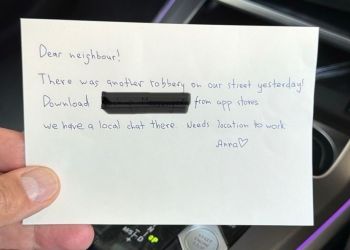 Dear neighbour!
There was another robbery on our street yesterday!
Download from app stores
we have a local chat there. Needs location to work
Anna♡